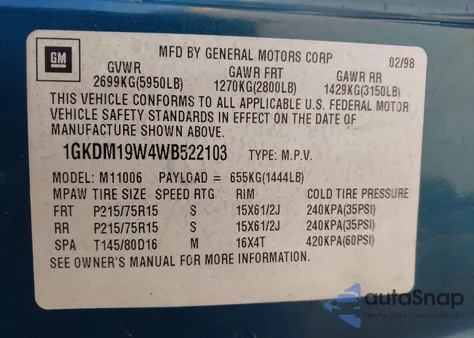 GM
MFD BY GENERAL MOTORS CORP 02/98
GVWR GAWR FRT GAWR RR
2699KG(5950LB) 1270KG(2800LB) 1429KG(3150LB)
THIS VEHICLE CONFORMS TO ALL APPLICABLE U.S. FEDERAL MOTOR
VEHICLE SAFETY STANDARDS IN EFFECT ON THE DATE OF
MANUFACTURE SHOWN ABOVE.
1GKDM19W4WB522103 TYPE: M.P.V.
MODEL: M11006 PAYLOAD = 655KG(1444LB)
MPAW TIRE SIZE SPEED RTG RIM COLD TIRE PRESSURE
FRT P215/75R15 S 15X61/2J 240KPA(35PSI)
RR P215/75R15 S 15X61/2J 240KPA(35PSI)
SPA T145/80D16 M 16X4T 420KPA(60PSI)
SEE OWNER'S MANUAL FOR MORE INFORMATION.
autoSnap